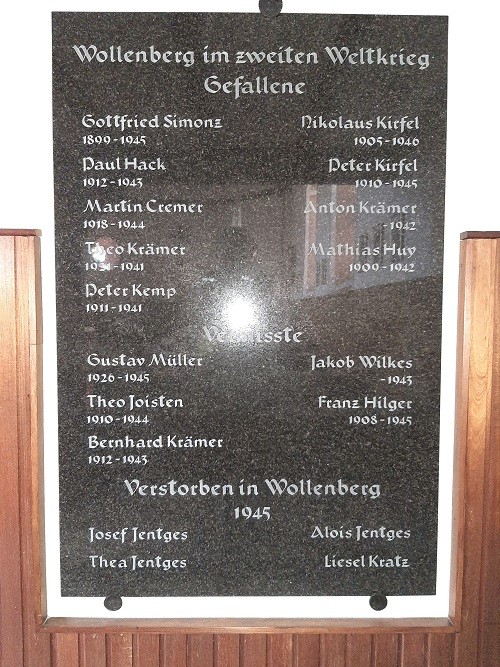 Wollenberg im zweiten Weltkrieg
Gefallene
Gottfried Simonz
1899-1945
Nikolaus Kirfel
1905-1946
Paul Hack
1912-1943
Peter Kirfel
1910-1945
Martin Cremer
1918-1944
Anton Krämer
-1942
Theo Krämer
1921-1941
Mathias Huy
1909-1942
Peter Kemp
1911-1941
Vermisste
Gustav Müller
1926-1945
Jakob Wilkes
-1943
Theo Joisten
1910-1944
Franz Hilger
1908-1945
Bernhard Krämer
1912-1943
Verstorben in Wollenberg
1945
Josef Jentges
Alois Jentges
Thea Jentges
Liesel Kratz